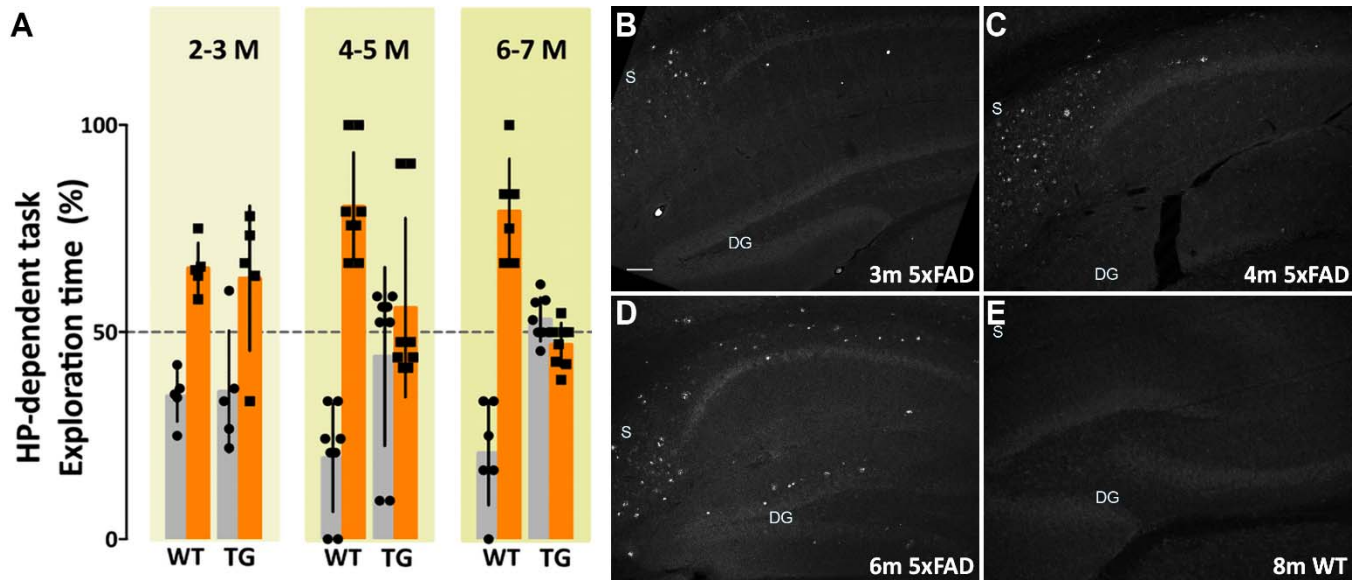 A
2-3 M
4-5 M
6-7 M
100
50
0
HP-dependent task
Exploration time (%)
WT
TG
WT
TG
WT
TG
B
S
DG
3m 5xFAD
C
S
DG
4m 5xFAD
D
S
DG
6m 5xFAD
E
S
DG
8m WT